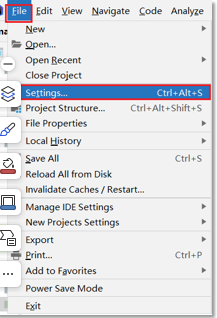 File Edit View Navigate Code Analyze
New
Open...
Open Recent
Close Project
Settings... Ctrl+Alt+S
Project Structure... Ctrl+Alt+Shift+S
File Properties
Local History
Save All Ctrl+S
Reload All from Disk
Invalidate Caches / Restart...
Manage IDE Settings
New Projects Settings
Export
Print... Ctrl+P
Add to Favorites
Power Save Mode
Exit